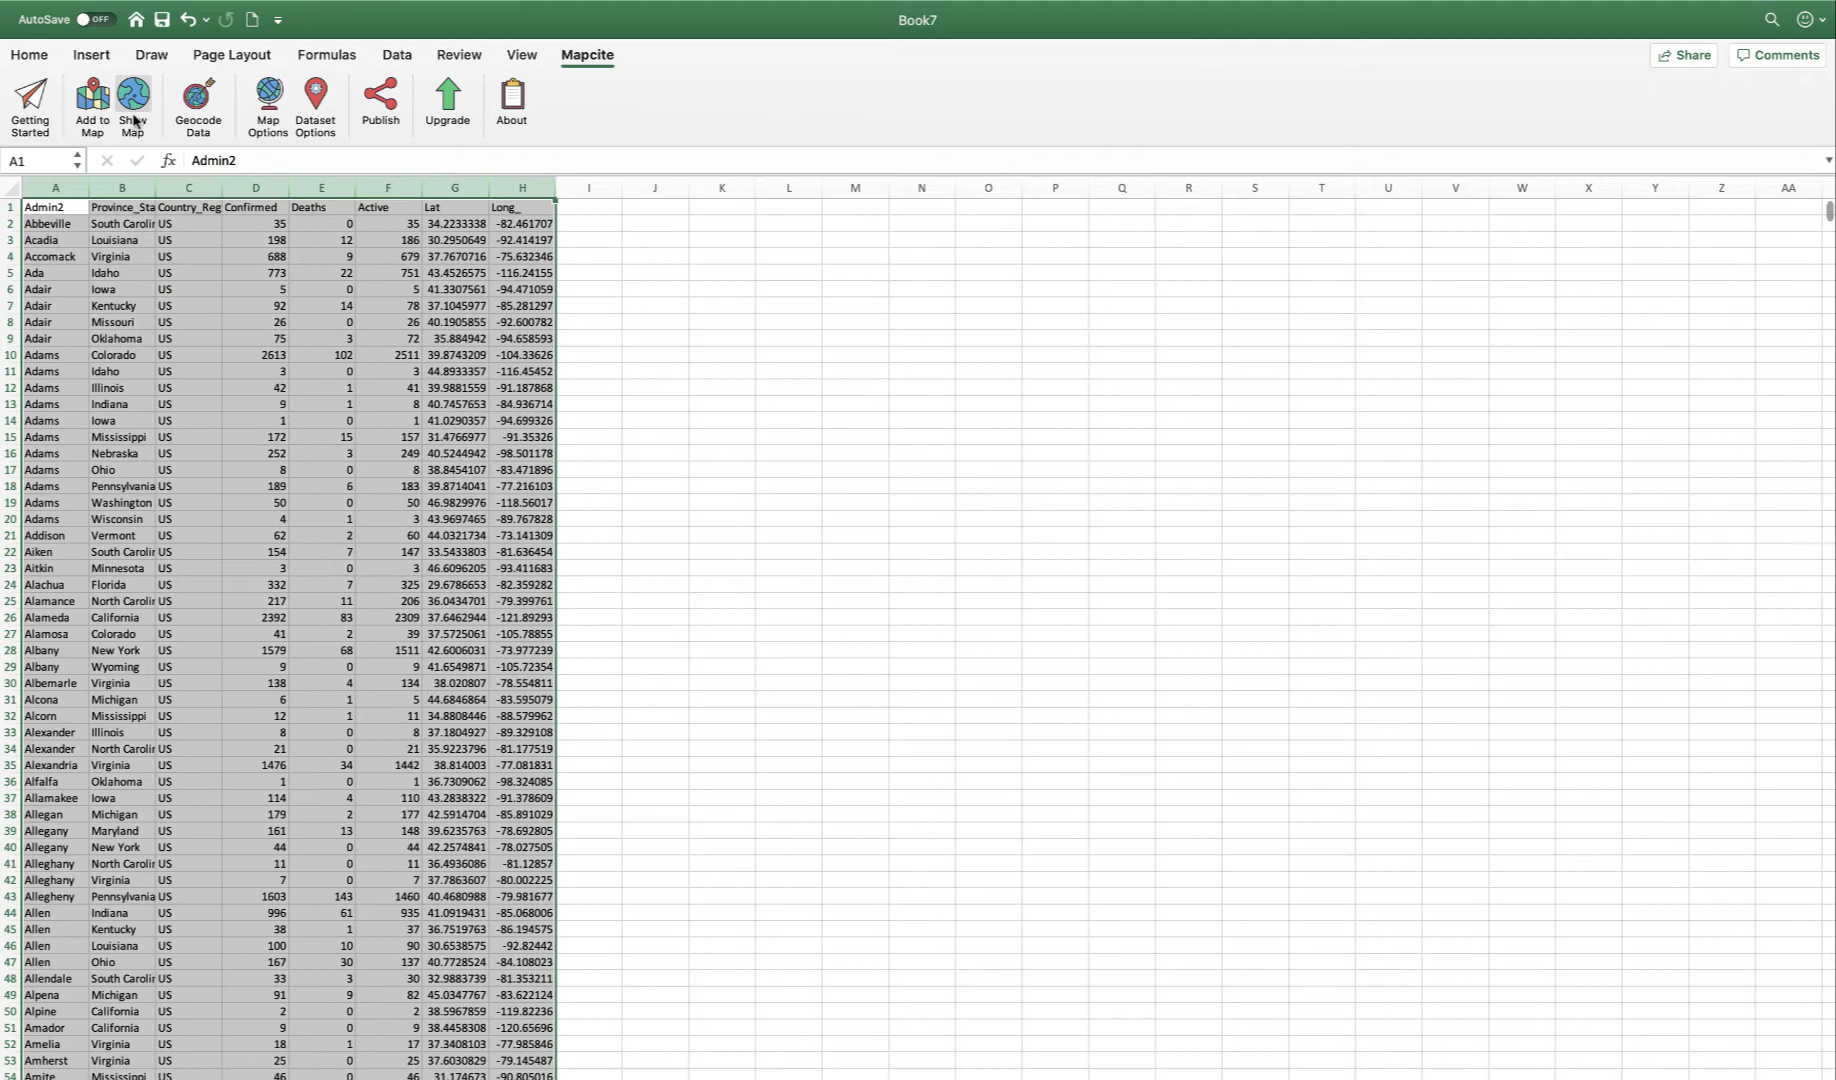 AutoSave OFF Book7
Home Insert Draw Page Layout Formulas Data Review View Mapcite Share Comments
Getting Started Add to Map Show Map Geocode Data Map Options Dataset Options Publish Upgrade About
A1 fx Admin2
A B C D E F G H I J K L M N O P Q R S T U V W X Y Z AA
1 Admin2 Province_Sta Country_Reg Confirmed Deaths Active Lat Long_
2 Abbeville South Carolin US 35 0 35 34.2233338 -82.461707
3 Acadia Louisiana US 198 12 186 30.2950649 -92.414197
4 Accomack Virginia US 688 9 679 37.7670716 -75.632346
5 Ada Idaho US 773 22 751 43.4526575 -116.24155
6 Adair Iowa US 5 0 5 41.3307561 -94.471059
7 Adair Kentucky US 92 14 78 37.1045977 -85.281297
8 Adair Missouri US 26 0 26 40.1905855 -92.600782
9 Adair Oklahoma US 75 3 72 35.884942 -94.658593
10 Adams Colorado US 2613 102 2511 39.8743209 -104.33626
11 Adams Idaho US 3 0 3 44.8933357 -116.45452
12 Adams Illinois US 42 1 41 39.9881559 -91.187868
13 Adams Indiana US 9 1 8 40.7457653 -84.936714
14 Adams Iowa US 1 0 1 41.0290357 -94.699326
15 Adams Mississippi US 172 15 157 31.4766977 -91.35326
16 Adams Nebraska US 252 3 249 40.5244942 -98.501178
17 Adams Ohio US 8 0 8 38.8454107 -83.471896
18 Adams Pennsylvania US 189 6 183 39.8714041 -77.216103
19 Adams Washington US 50 0 50 46.9829976 -118.56017
20 Adams Wisconsin US 4 1 3 43.9697465 -89.767828
21 Addison Vermont US 62 2 60 44.0321734 -73.141309
22 Aiken South Carolin US 154 7 147 33.5433803 -81.636454
23 Aitkin Minnesota US 3 0 3 46.6096205 -93.411683
24 Alachua Florida US 332 7 325 29.6786653 -82.359282
25 Alamance North Carolin US 217 11 206 36.0434701 -79.399761
26 Alameda California US 2392 83 2309 37.6462944 -121.89293
27 Alamosa Colorado US 41 2 39 37.5725061 -105.78855
28 Albany New York US 1579 68 1511 42.6006031 -73.977239
29 Albany Wyoming US 9 0 9 41.6549871 -105.72354
30 Albemarle Virginia US 138 4 134 38.020807 -78.554811
31 Alcona Michigan US 6 1 5 44.6846864 -83.595079
32 Alcorn Mississippi US 12 1 11 34.8808446 -88.579962
33 Alexander Illinois US 8 0 8 37.1804927 -89.329108
34 Alexander North Carolin US 21 0 21 35.9223796 -81.177519
35 Alexandria Virginia US 1476 34 1442 38.814003 -77.081831
36 Alfalfa Oklahoma US 1 0 1 36.7309062 -98.324085
37 Allamakee Iowa US 114 4 110 43.2838322 -91.378609
38 Allegan Michigan US 179 2 177 42.5914704 -85.891029
39 Allegany Maryland US 161 13 148 39.6235763 -78.692805
40 Allegany New York US 44 0 44 42.2574841 -78.027505
41 Alleghany North Carolin US 11 0 11 36.4936086 -81.12857
42 Alleghany Virginia US 7 0 7 37.7863607 -80.002225
43 Allegheny Pennsylvania US 1603 143 1460 40.4680988 -79.981677
44 Allen Indiana US 996 61 935 41.0919431 -85.068006
45 Allen Kentucky US 38 1 37 36.7519763 -86.194575
46 Allen Louisiana US 100 10 90 30.6538575 -92.82442
47 Allen Ohio US 167 30 137 40.7728524 -84.108023
48 Allendale South Carolin US 33 3 30 32.9883739 -81.353211
49 Alpena Michigan US 91 9 82 45.0347767 -83.622124
50 Alpine California US 2 0 2 38.5967859 -119.82236
51 Amador California US 9 0 9 38.4458308 -120.65696
52 Amelia Virginia US 18 1 17 37.3408103 -77.985846
53 Amherst Virginia US 25 0 25 37.6030829 -79.145487
54 Amite Mississippi US 46 0 46 31.174673 -90.805016